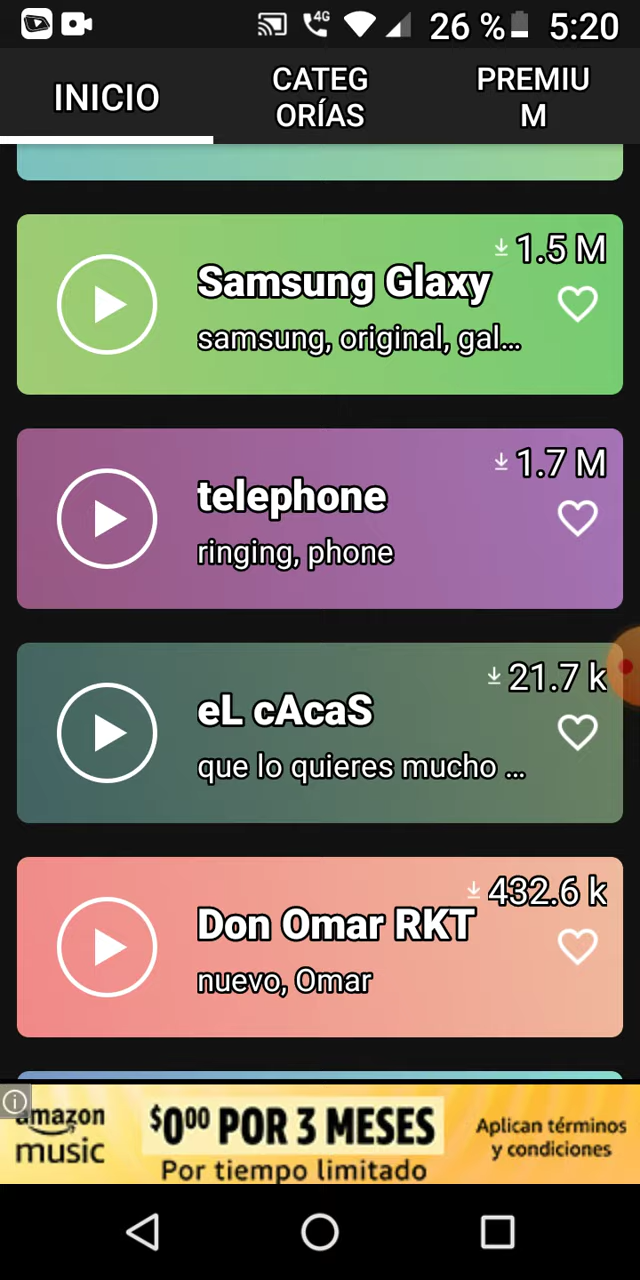 4G 26 % 5:20
INICIO
CATEG
ORÍAS
PREMIU
M
1.5 M
Samsung Glaxy
samsung, original, gal...
1.7 M
telephone
ringing, phone
21.7 k
eL cAcaS
que lo quieres mucho ...
432.6 k
Don Omar RKT
nuevo, Omar
amazon
music
$0⁰⁰ POR 3 MESES
Por tiempo limitado
Aplican términos
y condiciones